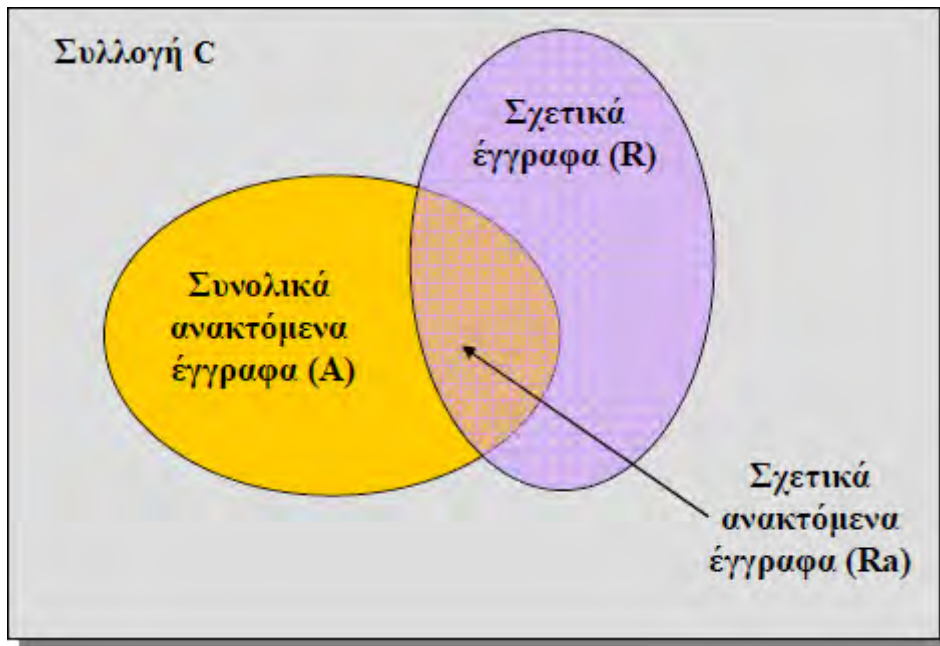 Συλλογή C
Σχετικά
έγγραφα (R)
Συνολικά
ανακτόμενα
έγγραφα (A)
Σχετικά
ανακτόμενα
έγγραφα (Ra)